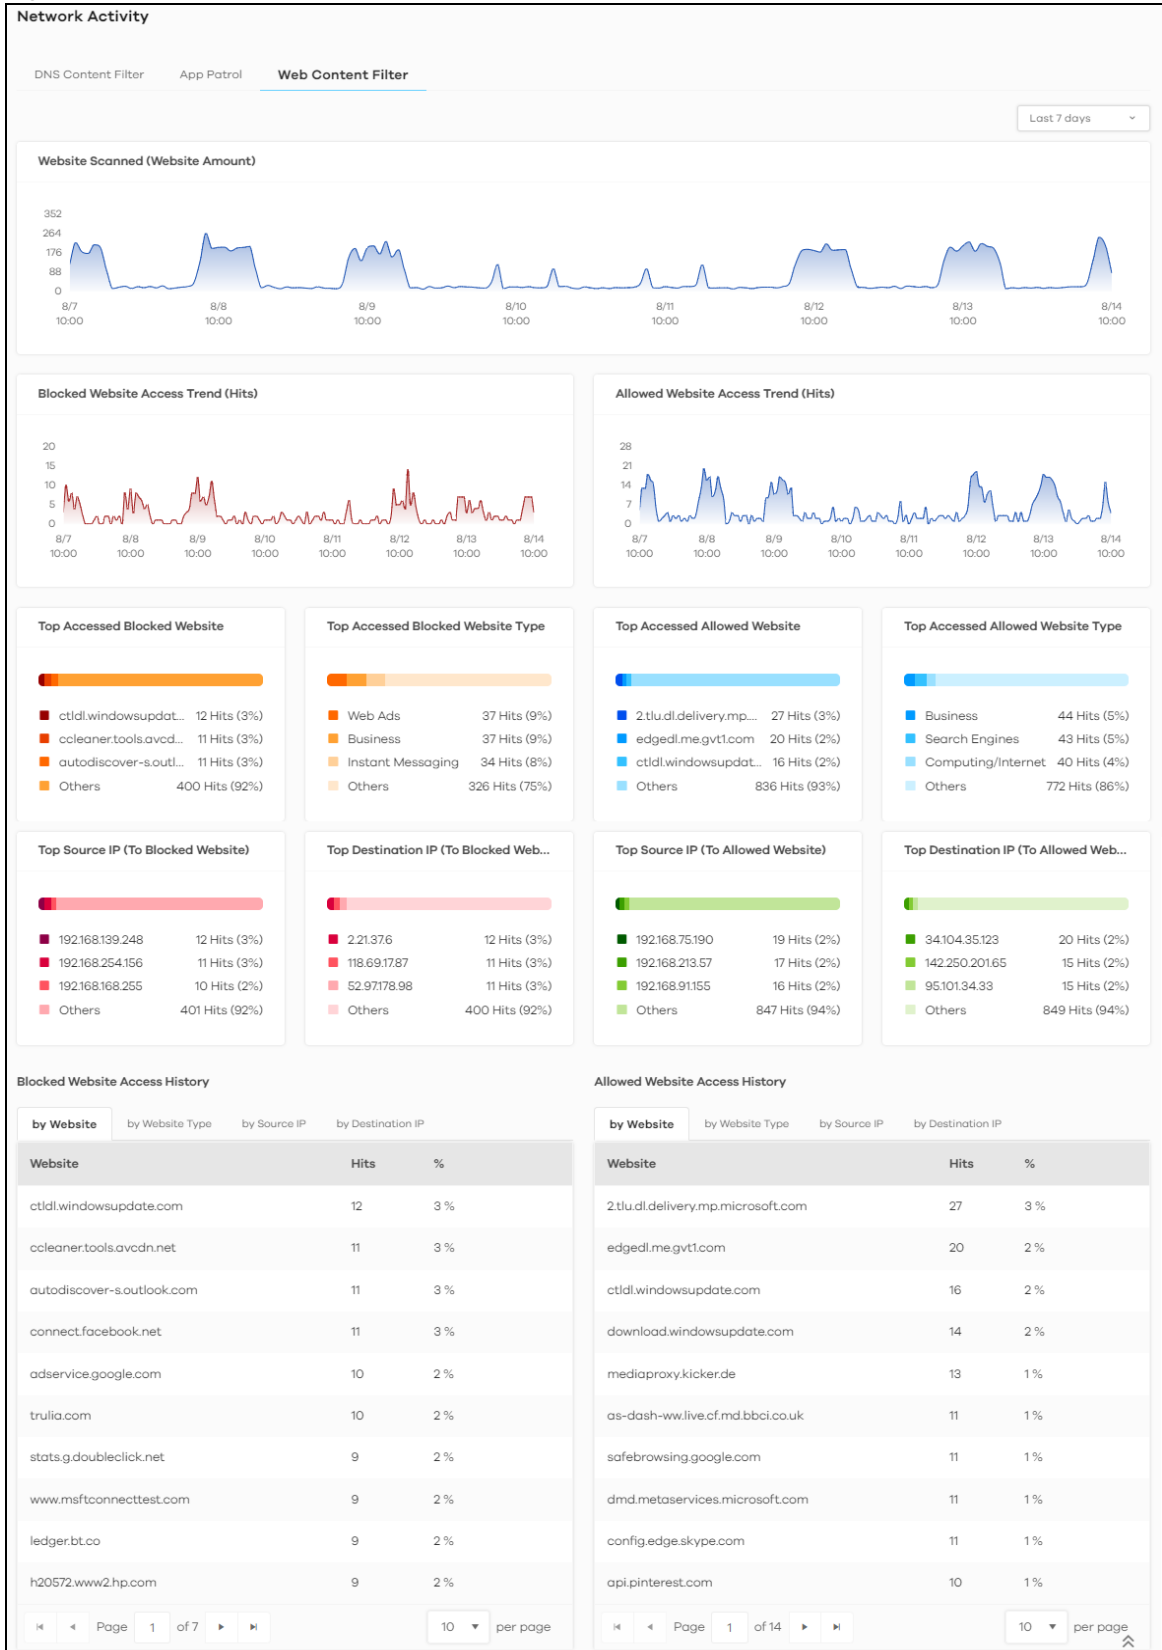 Network Activity
DNS Content Filter App Patrol Web Content Filter
Last 7 days
Website Scanned (Website Amount)
352
264
176
88
0
8/7 8/8 8/9 8/10 8/11 8/12 8/13 8/14
10:00 10:00 10:00 10:00 10:00 10:00 10:00 10:00
Blocked Website Access Trend (Hits)
20
15
10
5
0
8/7 8/8 8/9 8/10 8/11 8/12 8/13 8/14
10:00 10:00 10:00 10:00 10:00 10:00 10:00 10:00
Allowed Website Access Trend (Hits)
28
21
14
7
0
8/7 8/8 8/9 8/10 8/11 8/12 8/13 8/14
10:00 10:00 10:00 10:00 10:00 10:00 10:00 10:00
Top Accessed Blocked Website
ctldl.windowsupdat... 12 Hits (3%)
ccleaner.tools.avcd... 11 Hits (3%)
autodiscover-s.outl... 11 Hits (3%)
Others 400 Hits (92%)
Top Accessed Blocked Website Type
Web Ads 37 Hits (9%)
Business 37 Hits (9%)
Instant Messaging 34 Hits (8%)
Others 326 Hits (75%)
Top Accessed Allowed Website
2.tlu.dl.delivery.mp.... 27 Hits (3%)
edgedl.me.gvt1.com 20 Hits (2%)
ctldl.windowsupdat... 16 Hits (2%)
Others 836 Hits (93%)
Top Accessed Allowed Website Type
Business 44 Hits (5%)
Search Engines 43 Hits (5%)
Computing/Internet 40 Hits (4%)
Others 772 Hits (86%)
Top Source IP (To Blocked Website)
192.168.139.248 12 Hits (3%)
192.168.254.156 11 Hits (3%)
192.168.168.255 10 Hits (2%)
Others 401 Hits (92%)
Top Destination IP (To Blocked Web...
2.21.37.6 12 Hits (3%)
118.69.17.87 11 Hits (3%)
52.97.178.98 11 Hits (3%)
Others 400 Hits (92%)
Top Source IP (To Allowed Website)
192.168.75.190 19 Hits (2%)
192.168.213.57 17 Hits (2%)
192.168.91.155 16 Hits (2%)
Others 847 Hits (94%)
Top Destination IP (To Allowed Web...
34.104.35.123 20 Hits (2%)
142.250.201.65 15 Hits (2%)
95.101.34.33 15 Hits (2%)
Others 849 Hits (94%)
Blocked Website Access History
by Website by Website Type by Source IP by Destination IP
Website Hits %
ctldl.windowsupdate.com 12 3 %
ccleaner.tools.avcdn.net 11 3 %
autodiscover-s.outlook.com 11 3 %
connect.facebook.net 11 3 %
adservice.google.com 10 2 %
trulia.com 10 2 %
stats.g.doubleclick.net 9 2 %
www.msftconnecttest.com 9 2 %
ledger.bt.co 9 2 %
h20572.www2.hp.com 9 2 %
Page 1 of 7 10 per page
Allowed Website Access History
by Website by Website Type by Source IP by Destination IP
Website Hits %
2.tlu.dl.delivery.mp.microsoft.com 27 3 %
edgedl.me.gvt1.com 20 2 %
ctldl.windowsupdate.com 16 2 %
download.windowsupdate.com 14 2 %
mediaproxy.kicker.de 13 1 %
as-dash-ww.live.cf.md.bbci.co.uk 11 1 %
safebrowsing.google.com 11 1 %
dmd.metaservices.microsoft.com 11 1 %
config.edge.skype.com 11 1 %
api.pinterest.com 10 1 %
Page 1 of 14 10 per page